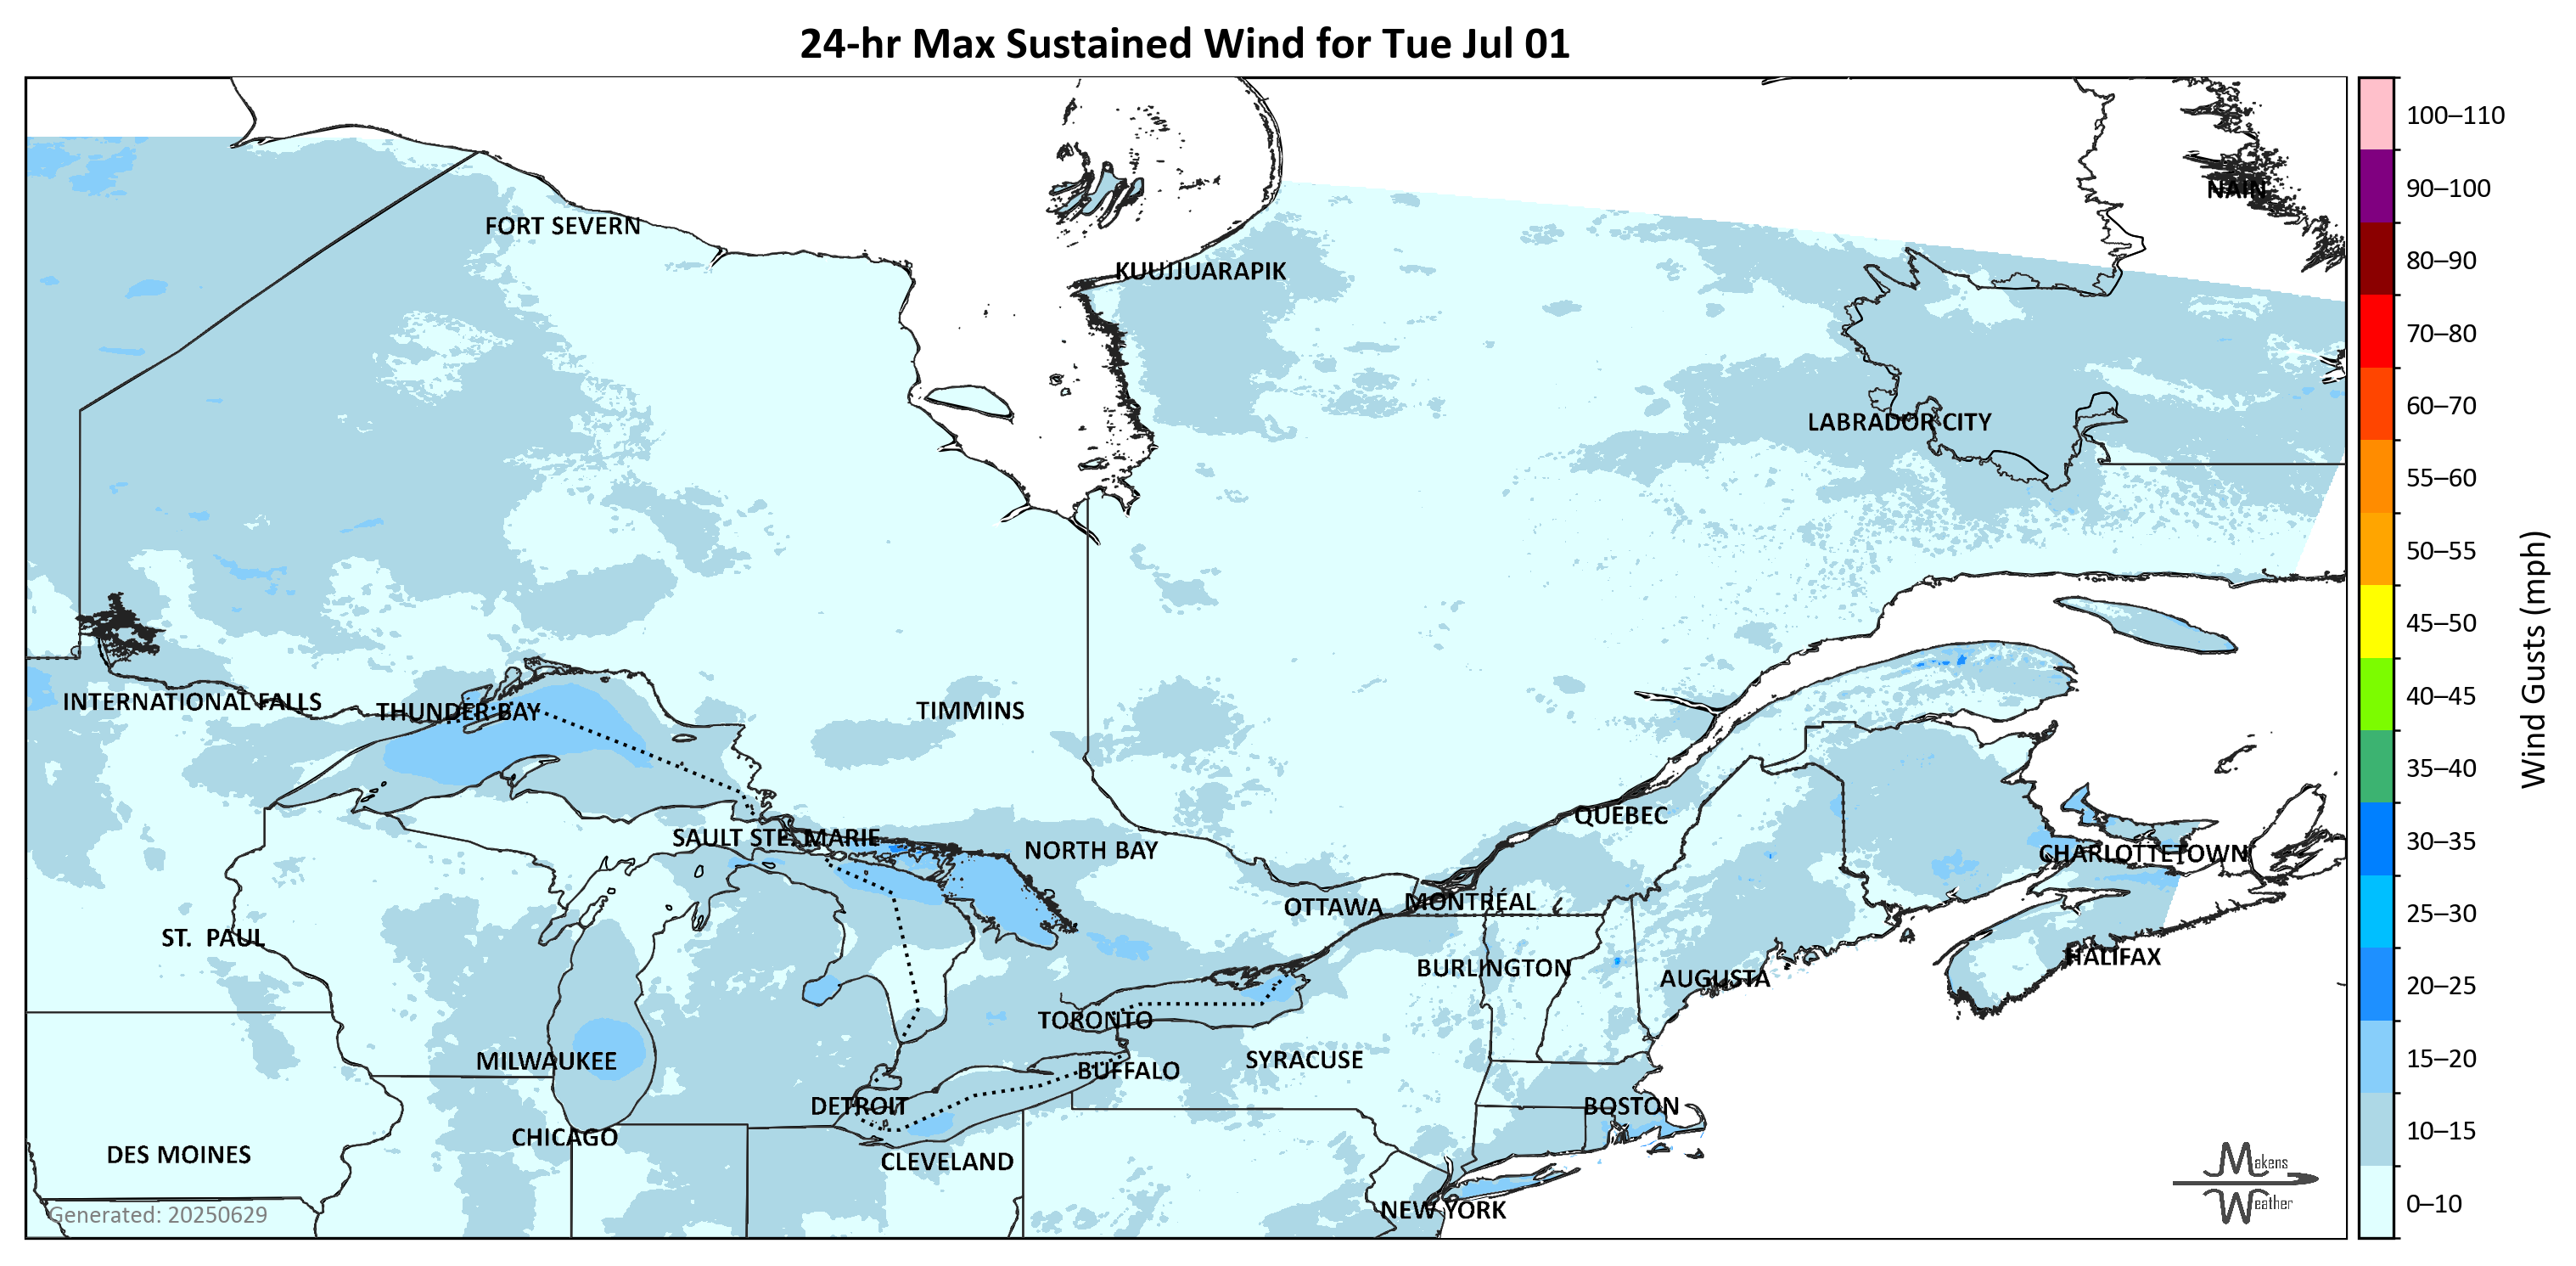 24-hr Max Sustained Wind for Tue Jul 01
NAIN
FORT SEVERN
KUUJJUARAPIK
LABRADOR CITY
INTERNATIONAL FALLS
THUNDER BAY
TIMMINS
QUEBEC
SAULT STE. MARIE
NORTH BAY
CHARLOTTETOWN
OTTAWA
MONTRÉAL
ST. PAUL
HALIFAX
BURLINGTON
AUGUSTA
TORONTO
MILWAUKEE
SYRACUSE
BUFFALO
DETROIT
BOSTON
CHICAGO
DES MOINES
CLEVELAND
NEW YORK
Generated: 20250629
Makens
Weather
100–110
90–100
80–90
70–80
60–70
55–60
50–55
45–50
40–45
35–40
30–35
25–30
20–25
15–20
10–15
0–10
Wind Gusts (mph)